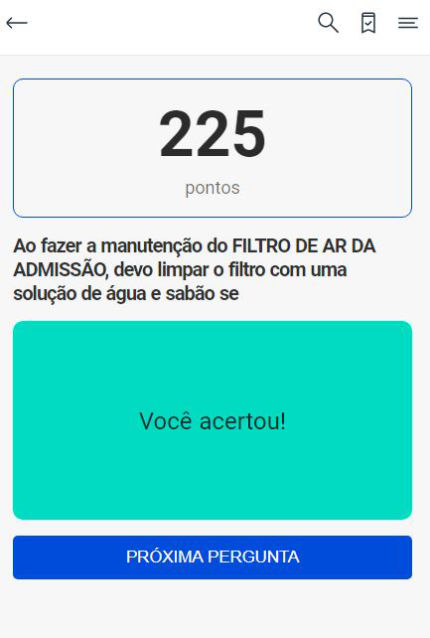 225
pontos
Ao fazer a manutenção do FILTRO DE AR DA
ADMISSÃO, devo limpar o filtro com uma
solução de água e sabão se
Você acertou!
PRÓXIMA PERGUNTA